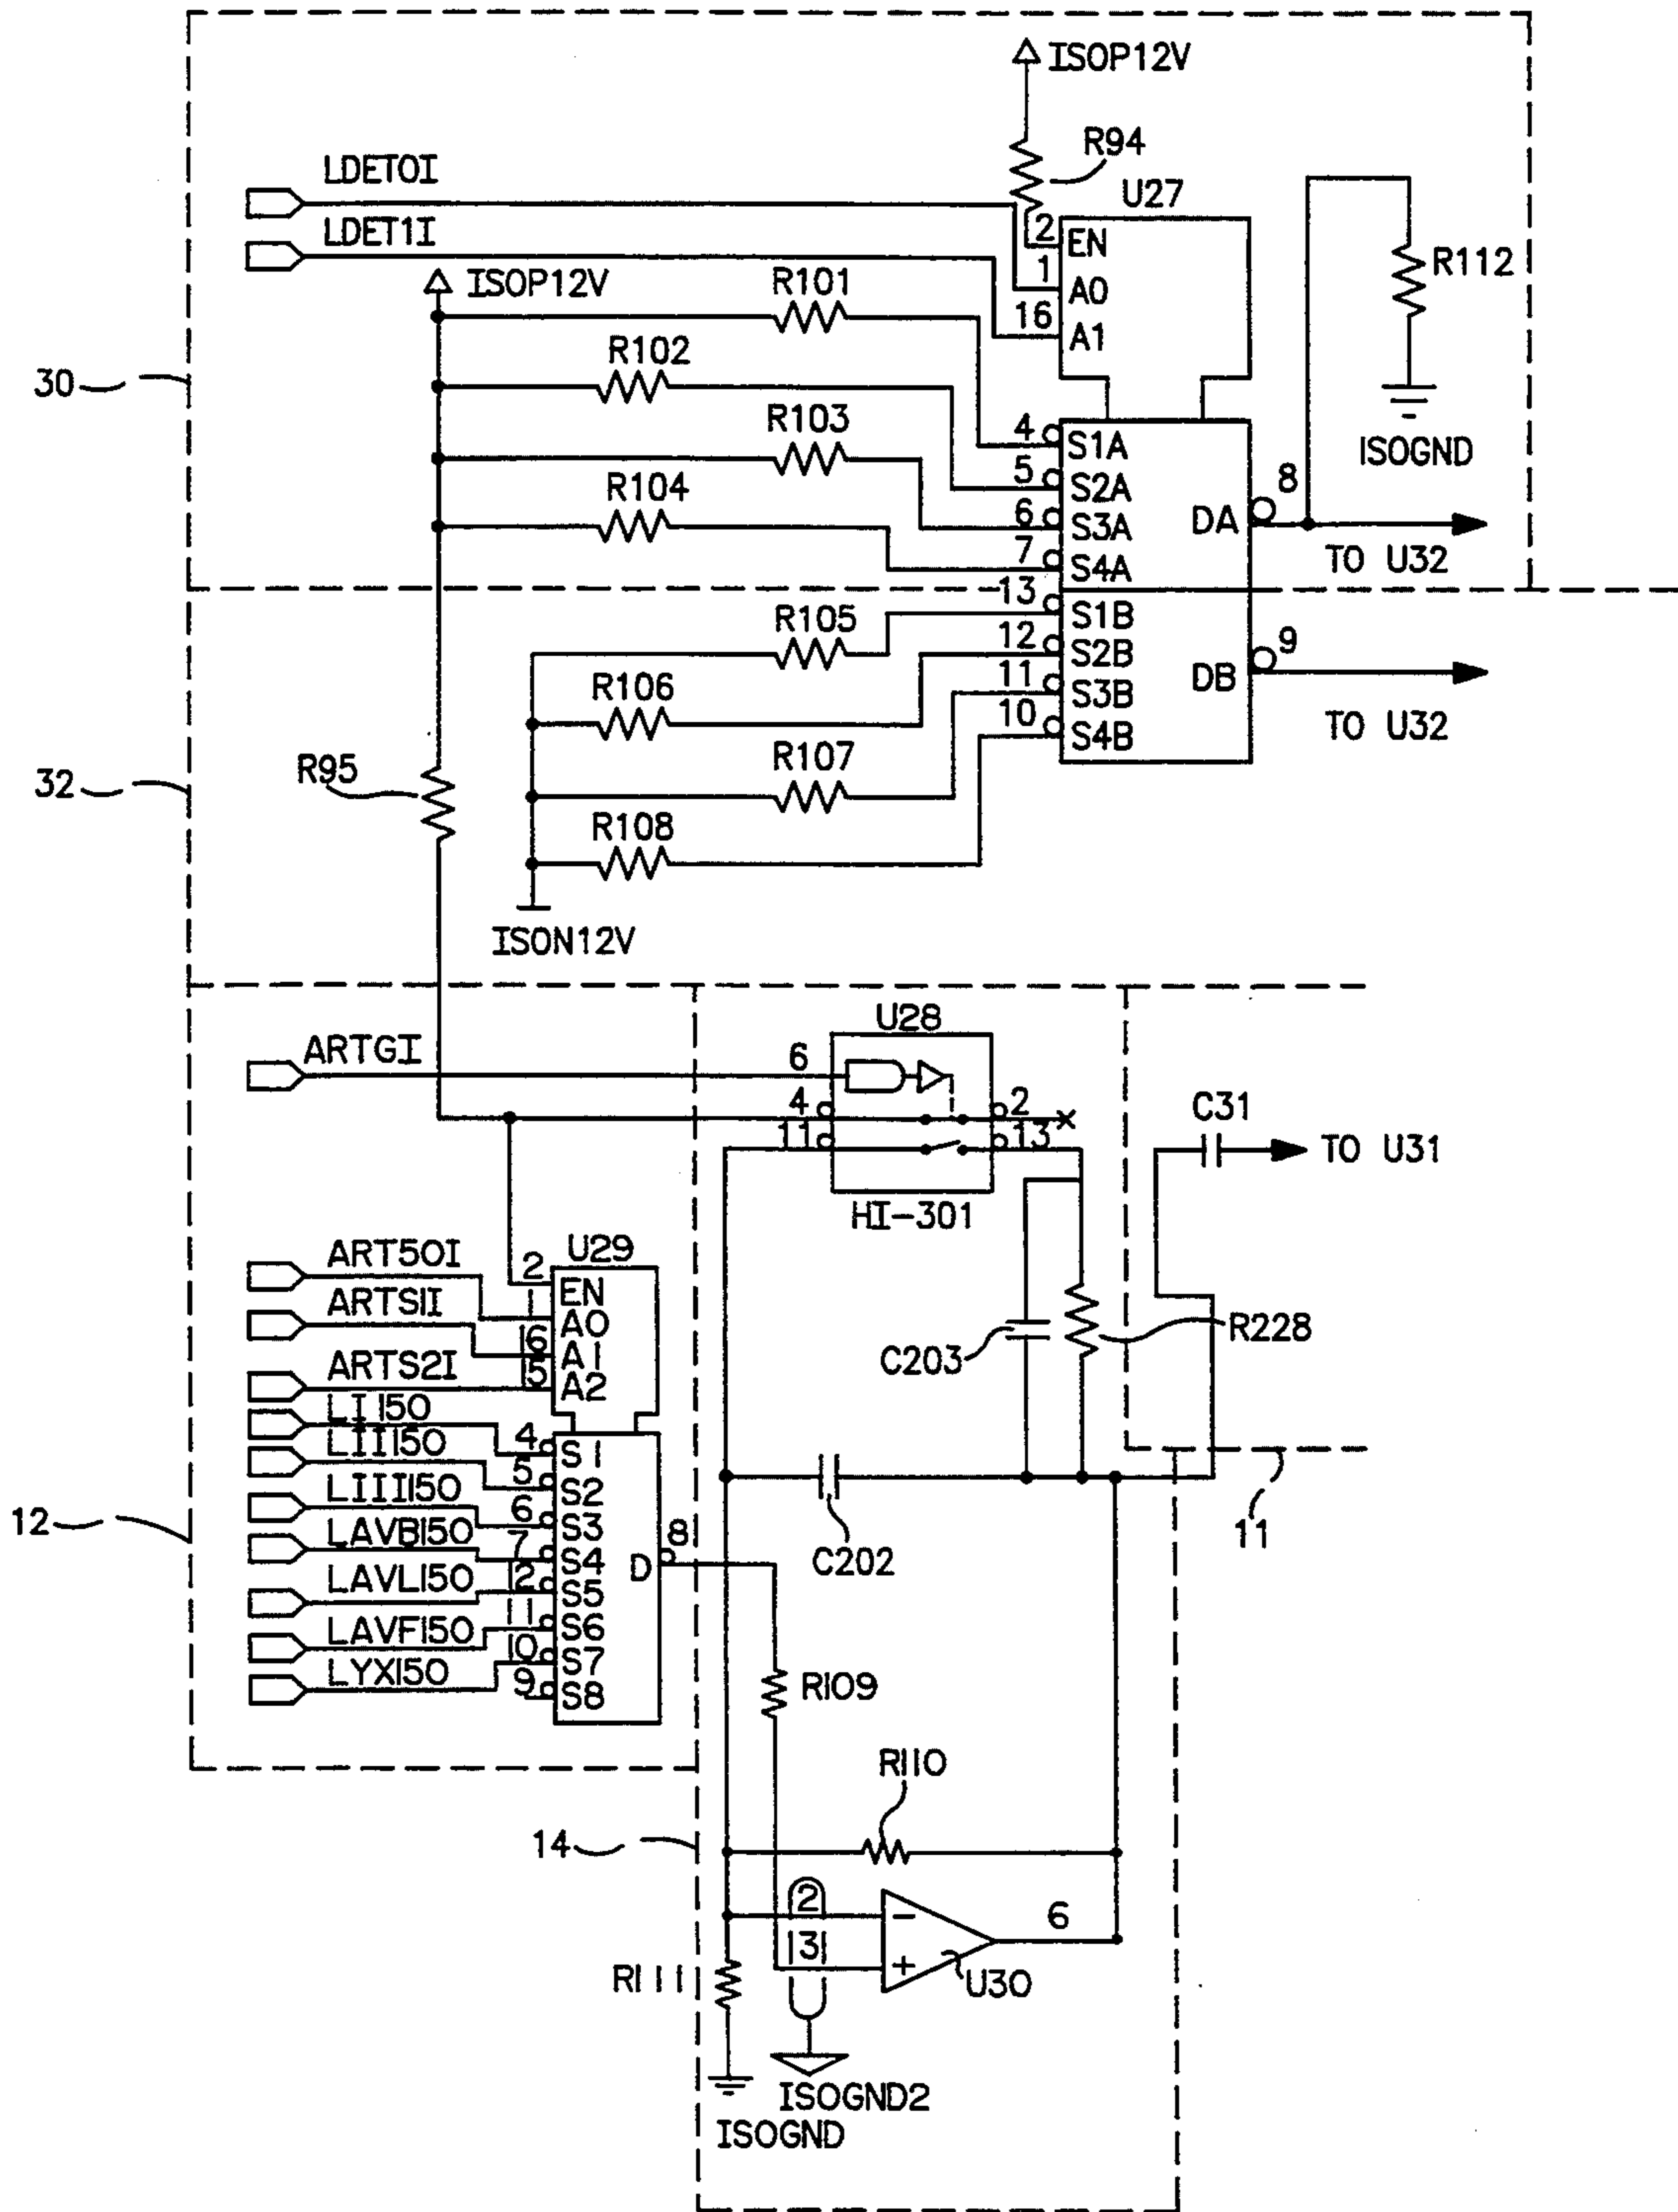 ISOP12V
R94
LDETOI
U27
LDET1I
2
EN
1
A0
16
A1
R112
ISOP12V
R101
R102
30
R103
4
S1A
ISOGND
5
S2A
8
R104
6
S3A
DA
7
S4A
TO U32
13
S1B
R105
12
S2B
9
11
S3B
DB
R106
10
S4B
TO U32
R107
R95
32
R108
ISON12V
U28
ARTGI
6
4
2
C31
11
13
TO U31
HI-301
ART50I
U29
2
EN
ARTS1I
1
A0
R228
16
A1
C203
ARTS2I
15
A2
LI150
4
S1
LII150
5
S2
LIII150
6
S3
12
11
LAVB150
7
S4
8
D
C202
LAVL150
12
S5
LAVF150
11
S6
LYX150
10
S7
9
S8
R109
R110
14
2
-
6
3
+
R111
U30
ISOGND2
ISOGND